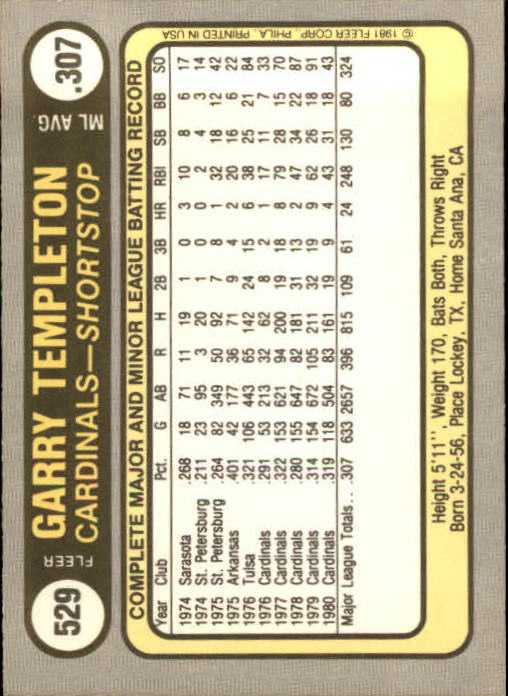 529 FLEER GARRY TEMPLETON ML AVG. .307
CARDINALS—SHORTSTOP
COMPLETE MAJOR AND MINOR LEAGUE BATTING RECORD
Year Club Pct. G AB R H 2B 3B HR RBI SB BB SO
1974 Sarasota .268 18 71 11 19 1 0 3 10 8 6 17
1974 St. Petersburg .211 23 95 3 20 1 0 0 2 4 3 14
1975 St. Petersburg .264 82 349 50 92 7 8 1 32 18 12 42
1975 Arkansas .401 42 177 36 71 9 4 2 20 16 6 22
1976 Tulsa .321 106 443 65 142 24 15 6 38 25 21 84
1976 Cardinals .291 53 213 32 62 8 2 1 17 11 7 33
1977 Cardinals .322 153 621 94 200 19 18 8 79 28 15 70
1978 Cardinals .280 155 647 82 181 31 13 2 47 34 22 87
1979 Cardinals .314 154 672 105 211 32 19 9 62 26 18 91
1980 Cardinals .319 118 504 83 161 19 9 4 43 31 18 43
Major League Totals... .307 633 2657 396 815 109 61 24 248 130 80 324
Height 5'11", Weight 170, Bats Both, Throws Right
Born 3-24-56, Place Lockey, TX, Home Santa Ana, CA
© 1981 FLEER CORP., PHILA., PRINTED IN USA